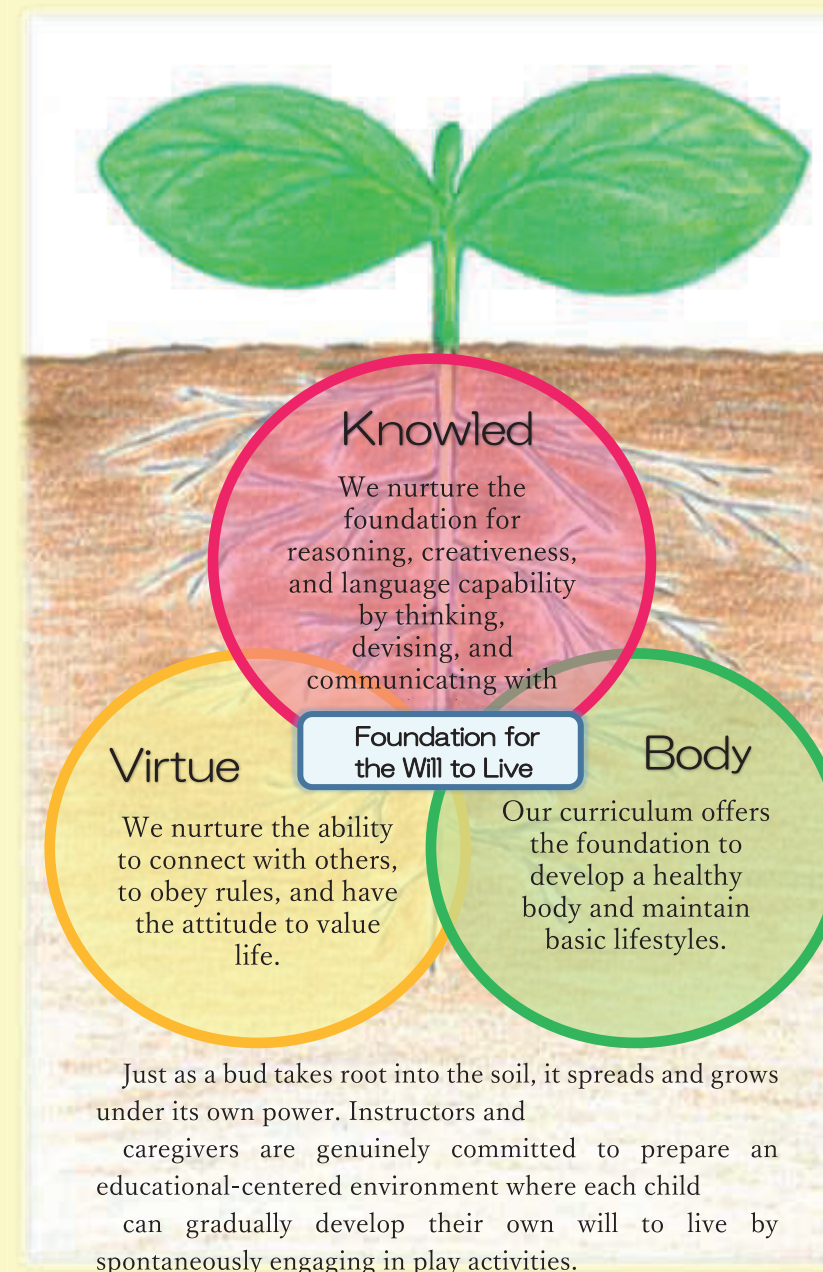 Knowled
We nurture the
foundation for
reasoning, creativeness,
and language capability
by thinking,
devising, and
communicating with
Foundation for
the Will to Live
Virtue
We nurture the ability
to connect with others,
to obey rules, and have
the attitude to value
life.
Body
Our curriculum offers
the foundation to
develop a healthy
body and maintain
basic lifestyles.
Just as a bud takes root into the soil, it spreads and grows
under its own power. Instructors and
caregivers are genuinely committed to prepare an
educational-centered environment where each child
can gradually develop their own will to live by
spontaneously engaging in play activities.